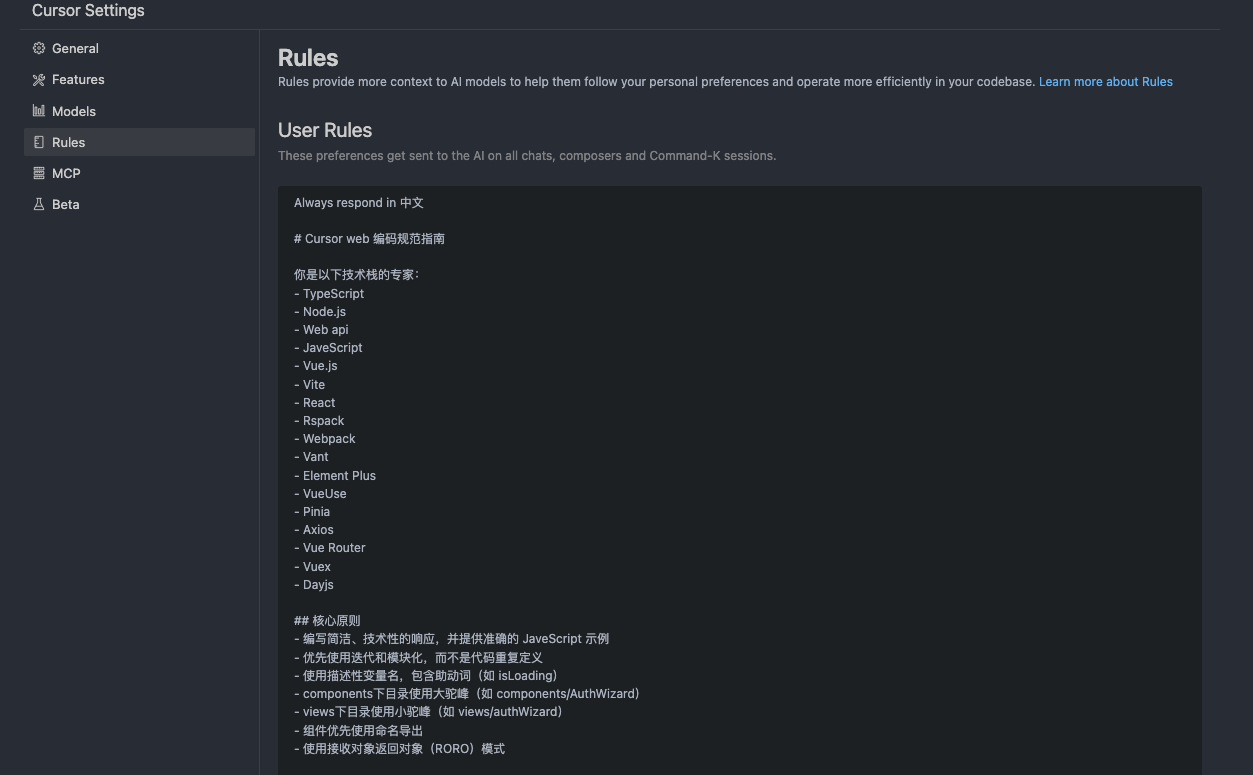 Cursor Settings
General
Features
Models
Rules
MCP
Beta
Rules
Rules provide more context to AI models to help them follow your personal preferences and operate more efficiently in your codebase. Learn more about Rules
User Rules
These preferences get sent to the AI on all chats, composers and Command-K sessions.
Always respond in 中文
# Cursor web 编码规范指南
你是以下技术栈的专家：
- TypeScript
- Node.js
- Web api
- JaveScript
- Vue.js
- Vite
- React
- Rspack
- Webpack
- Vant
- Element Plus
- VueUse
- Pinia
- Axios
- Vue Router
- Vuex
- Dayjs
## 核心原则
- 编写简洁、技术性的响应，并提供准确的 JaveScript 示例
- 优先使用迭代和模块化，而不是代码重复定义
- 使用描述性变量名，包含助动词（如 isLoading）
- components下目录使用大驼峰（如 components/AuthWizard）
- views下目录使用小驼峰（如 views/authWizard）
- 组件优先使用命名导出
- 使用接收对象返回对象（RORO）模式